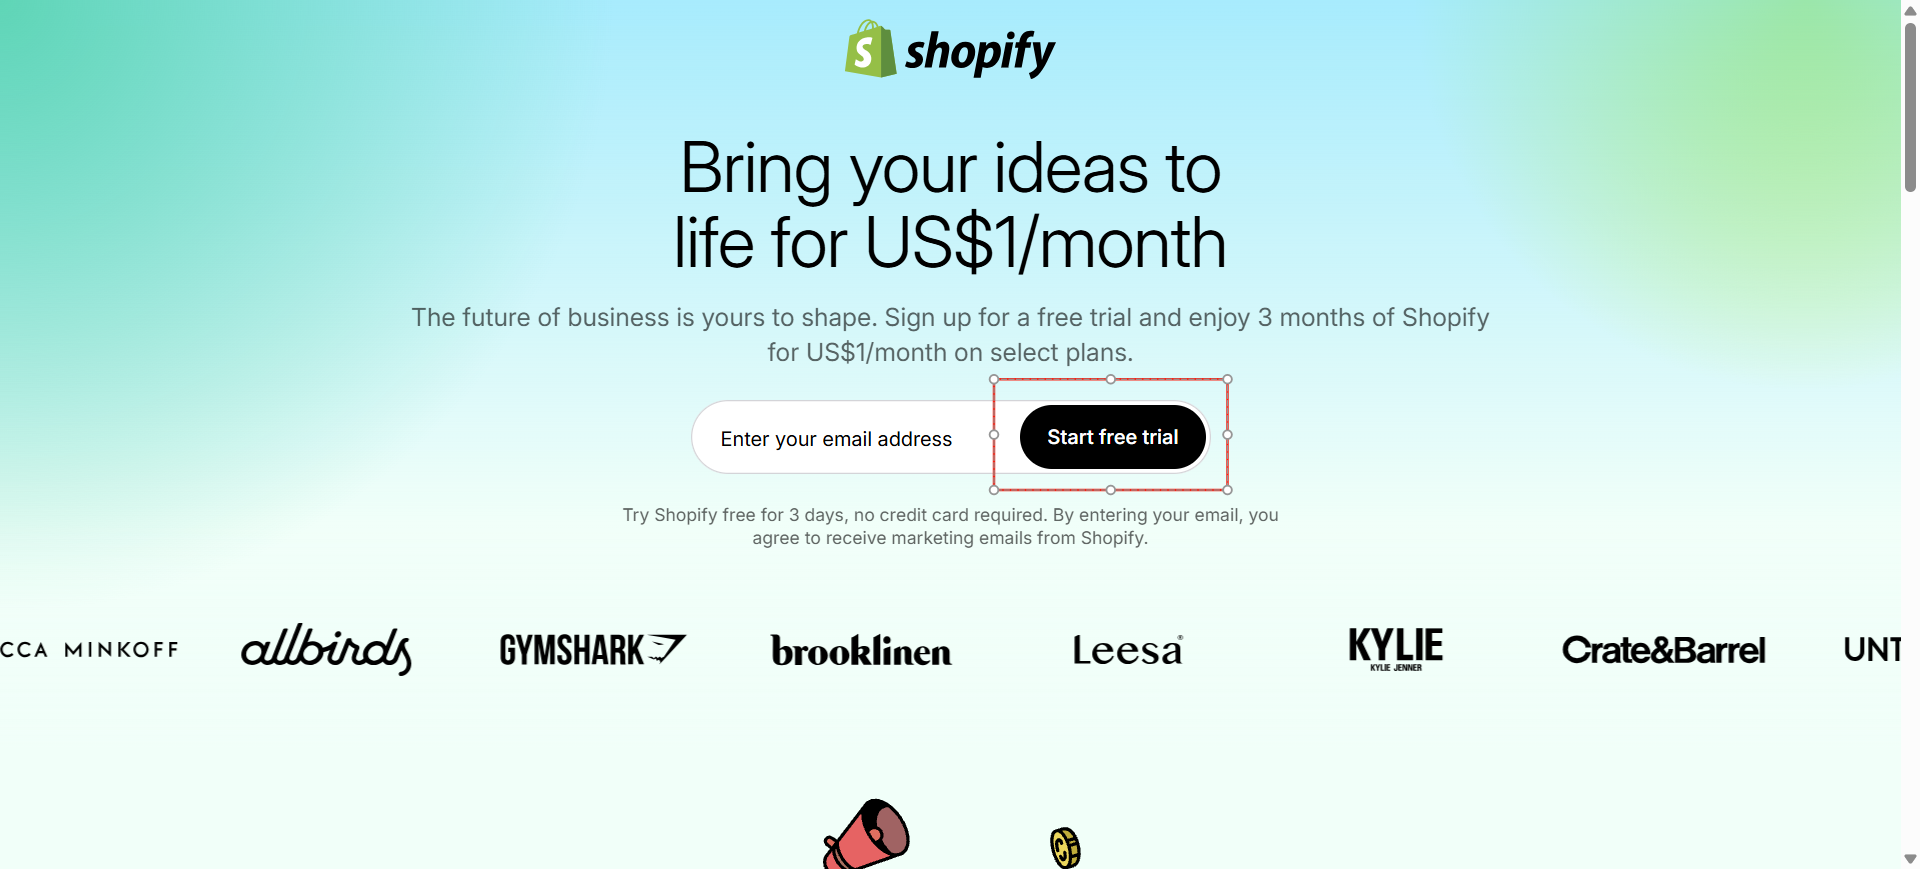 shopify
Bring your ideas to
life for US$1/month
The future of business is yours to shape. Sign up for a free trial and enjoy 3 months of Shopify
for US$1/month on select plans.
Enter your email address
Start free trial
Try Shopify free for 3 days, no credit card required. By entering your email, you
agree to receive marketing emails from Shopify.
CCA MINKOFF allbirds GYMSHARK brooklinen Leesa® KYLIE Crate&Barrel UNT
KYLIE JENNER